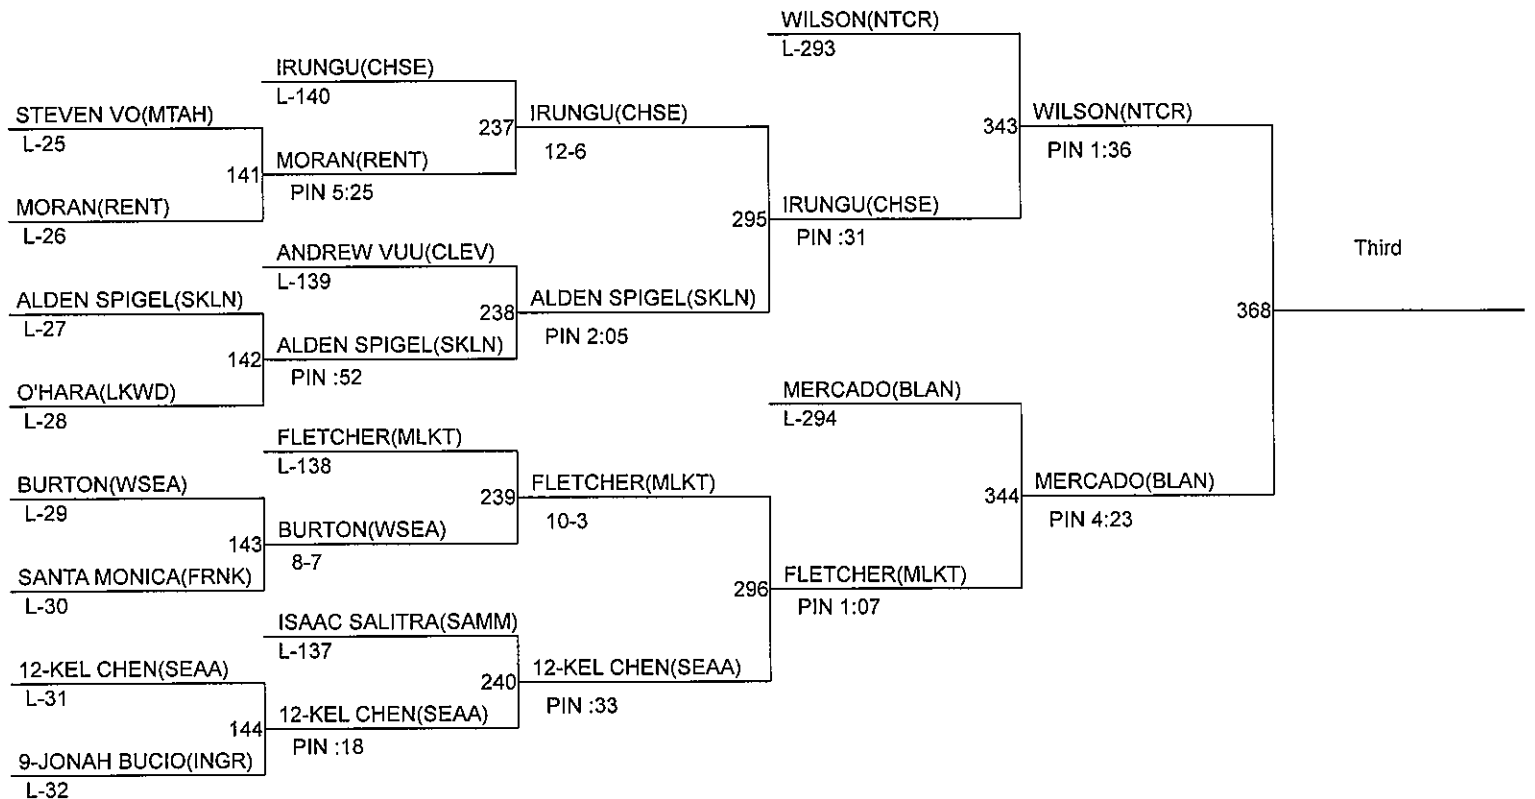 STEVEN VO(MTAH)
L-25
MORAN(RENT)
L-26
ALDEN SPIGEL(SKLN)
L-27
O'HARA(LKWD)
L-28
BURTON(WSEA)
L-29
SANTA MONICA(FRNK)
L-30
12-KEL CHEN(SEAA)
L-31
9-JONAH BUCIO(INGR)
L-32
141
142
143
144
IRUNGU(CHSE)
L-140
MORAN(RENT)
PIN 5:25
ANDREW VUU(CLEV)
L-139
ALDEN SPIGEL(SKLN)
PIN :52
FLETCHER(MLKT)
L-138
BURTON(WSEA)
8-7
ISAAC SALITRA(SAMM)
L-137
12-KEL CHEN(SEAA)
PIN :18
237
238
239
240
IRUNGU(CHSE)
12-6
ALDEN SPIGEL(SKLN)
PIN 2:05
FLETCHER(MLKT)
10-3
12-KEL CHEN(SEAA)
PIN :33
295
296
WILSON(NTCR)
L-293
IRUNGU(CHSE)
PIN :31
MERCADO(BLAN)
L-294
FLETCHER(MLKT)
PIN 1:07
343
344
WILSON(NTCR)
PIN 1:36
MERCADO(BLAN)
PIN 4:23
368
Third